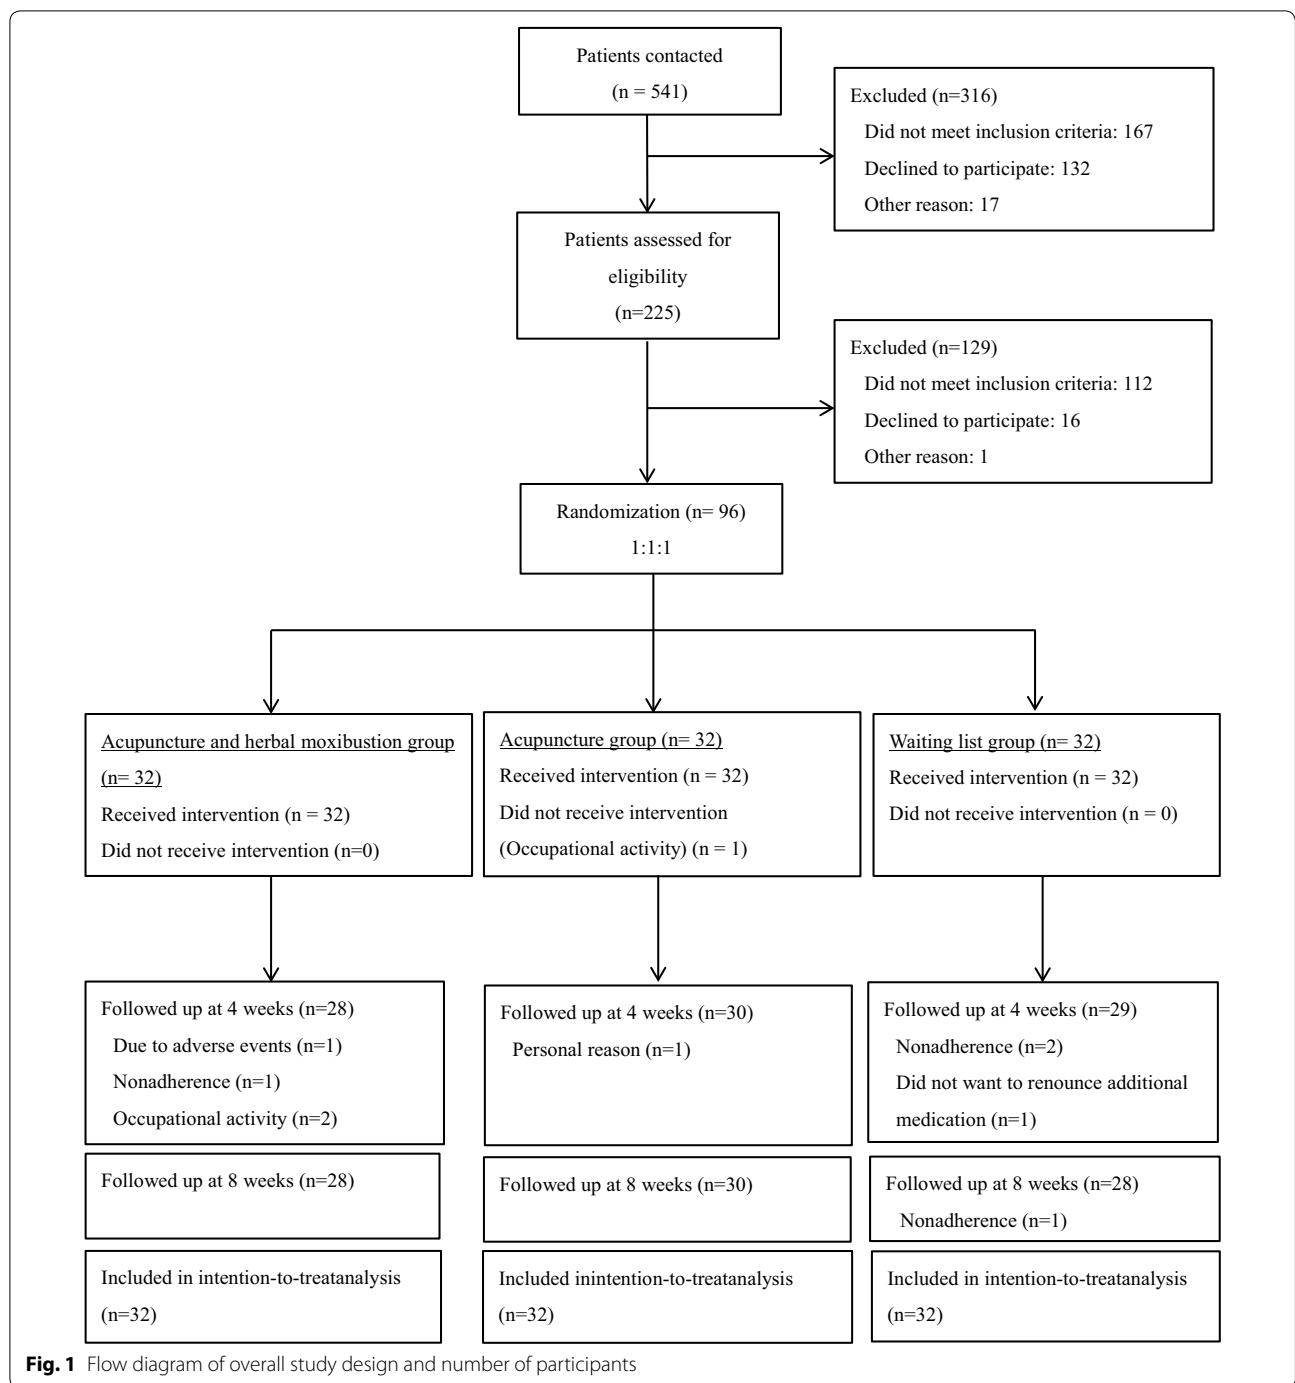 Patients contacted
(n = 541)
Excluded (n=316)
Did not meet inclusion criteria: 167
Declined to participate: 132
Other reason: 17
Patients assessed for
eligibility
(n=225)
Excluded (n=129)
Did not meet inclusion criteria: 112
Declined to participate: 16
Other reason: 1
Randomization (n= 96)
1:1:1
Acupuncture and herbal moxibustion group
(n= 32)
Received intervention (n = 32)
Did not receive intervention (n=0)
Acupuncture group (n= 32)
Received intervention (n = 32)
Did not receive intervention
(Occupational activity) (n = 1)
Waiting list group (n= 32)
Received intervention (n = 32)
Did not receive intervention (n = 0)
Followed up at 4 weeks (n=28)
Due to adverse events (n=1)
Nonadherence (n=1)
Occupational activity (n=2)
Followed up at 4 weeks (n=30)
Personal reason (n=1)
Followed up at 4 weeks (n=29)
Nonadherence (n=2)
Did not want to renounce additional
medication (n=1)
Followed up at 8 weeks (n=28)
Followed up at 8 weeks (n=30)
Followed up at 8 weeks (n=28)
Nonadherence (n=1)
Included in intention-to-treatanalysis
(n=32)
Included inintention-to-treatanalysis
(n=32)
Included in intention-to-treatanalysis
(n=32)
Fig. 1 Flow diagram of overall study design and number of participants